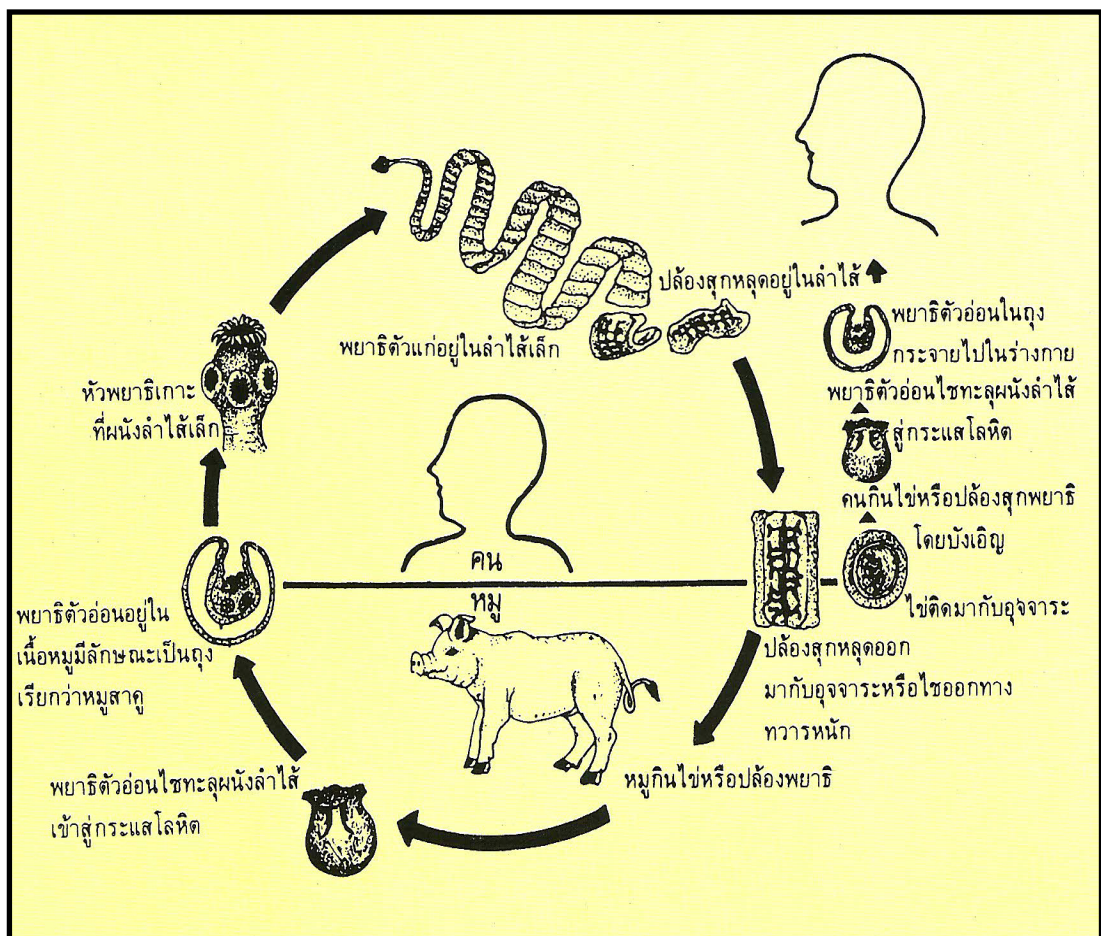 ปล้องสุกหลุดอยู่ในลำไส้
พยาธิตัวแก่อยู่ในลำไส้เล็ก
พยาธิตัวอ่อนในถุง
กระจายไปในร่างกาย
พยาธิตัวอ่อนไชทะลุผนังลำไส้
สู่กระแสโลหิต
คนกินไข่หรือปล้องสุกพยาธิ
โดยบังเอิญ
ไข่ติดมากับอุจจาระ
หัวพยาธิเกาะ
ที่ผนังลำไส้เล็ก
คน
หมู
พยาธิตัวอ่อนอยู่ใน
เนื้อหมูมีลักษณะเป็นถุง
เรียกว่าหมูสาคู
ปล้องสุกหลุดออก
มากับอุจจาระหรือไชออกทาง
ทวารหนัก
หมูกินไข่หรือปล้องพยาธิ
พยาธิตัวอ่อนไชทะลุผนังลำไส้
เข้าสู่กระแสโลหิต